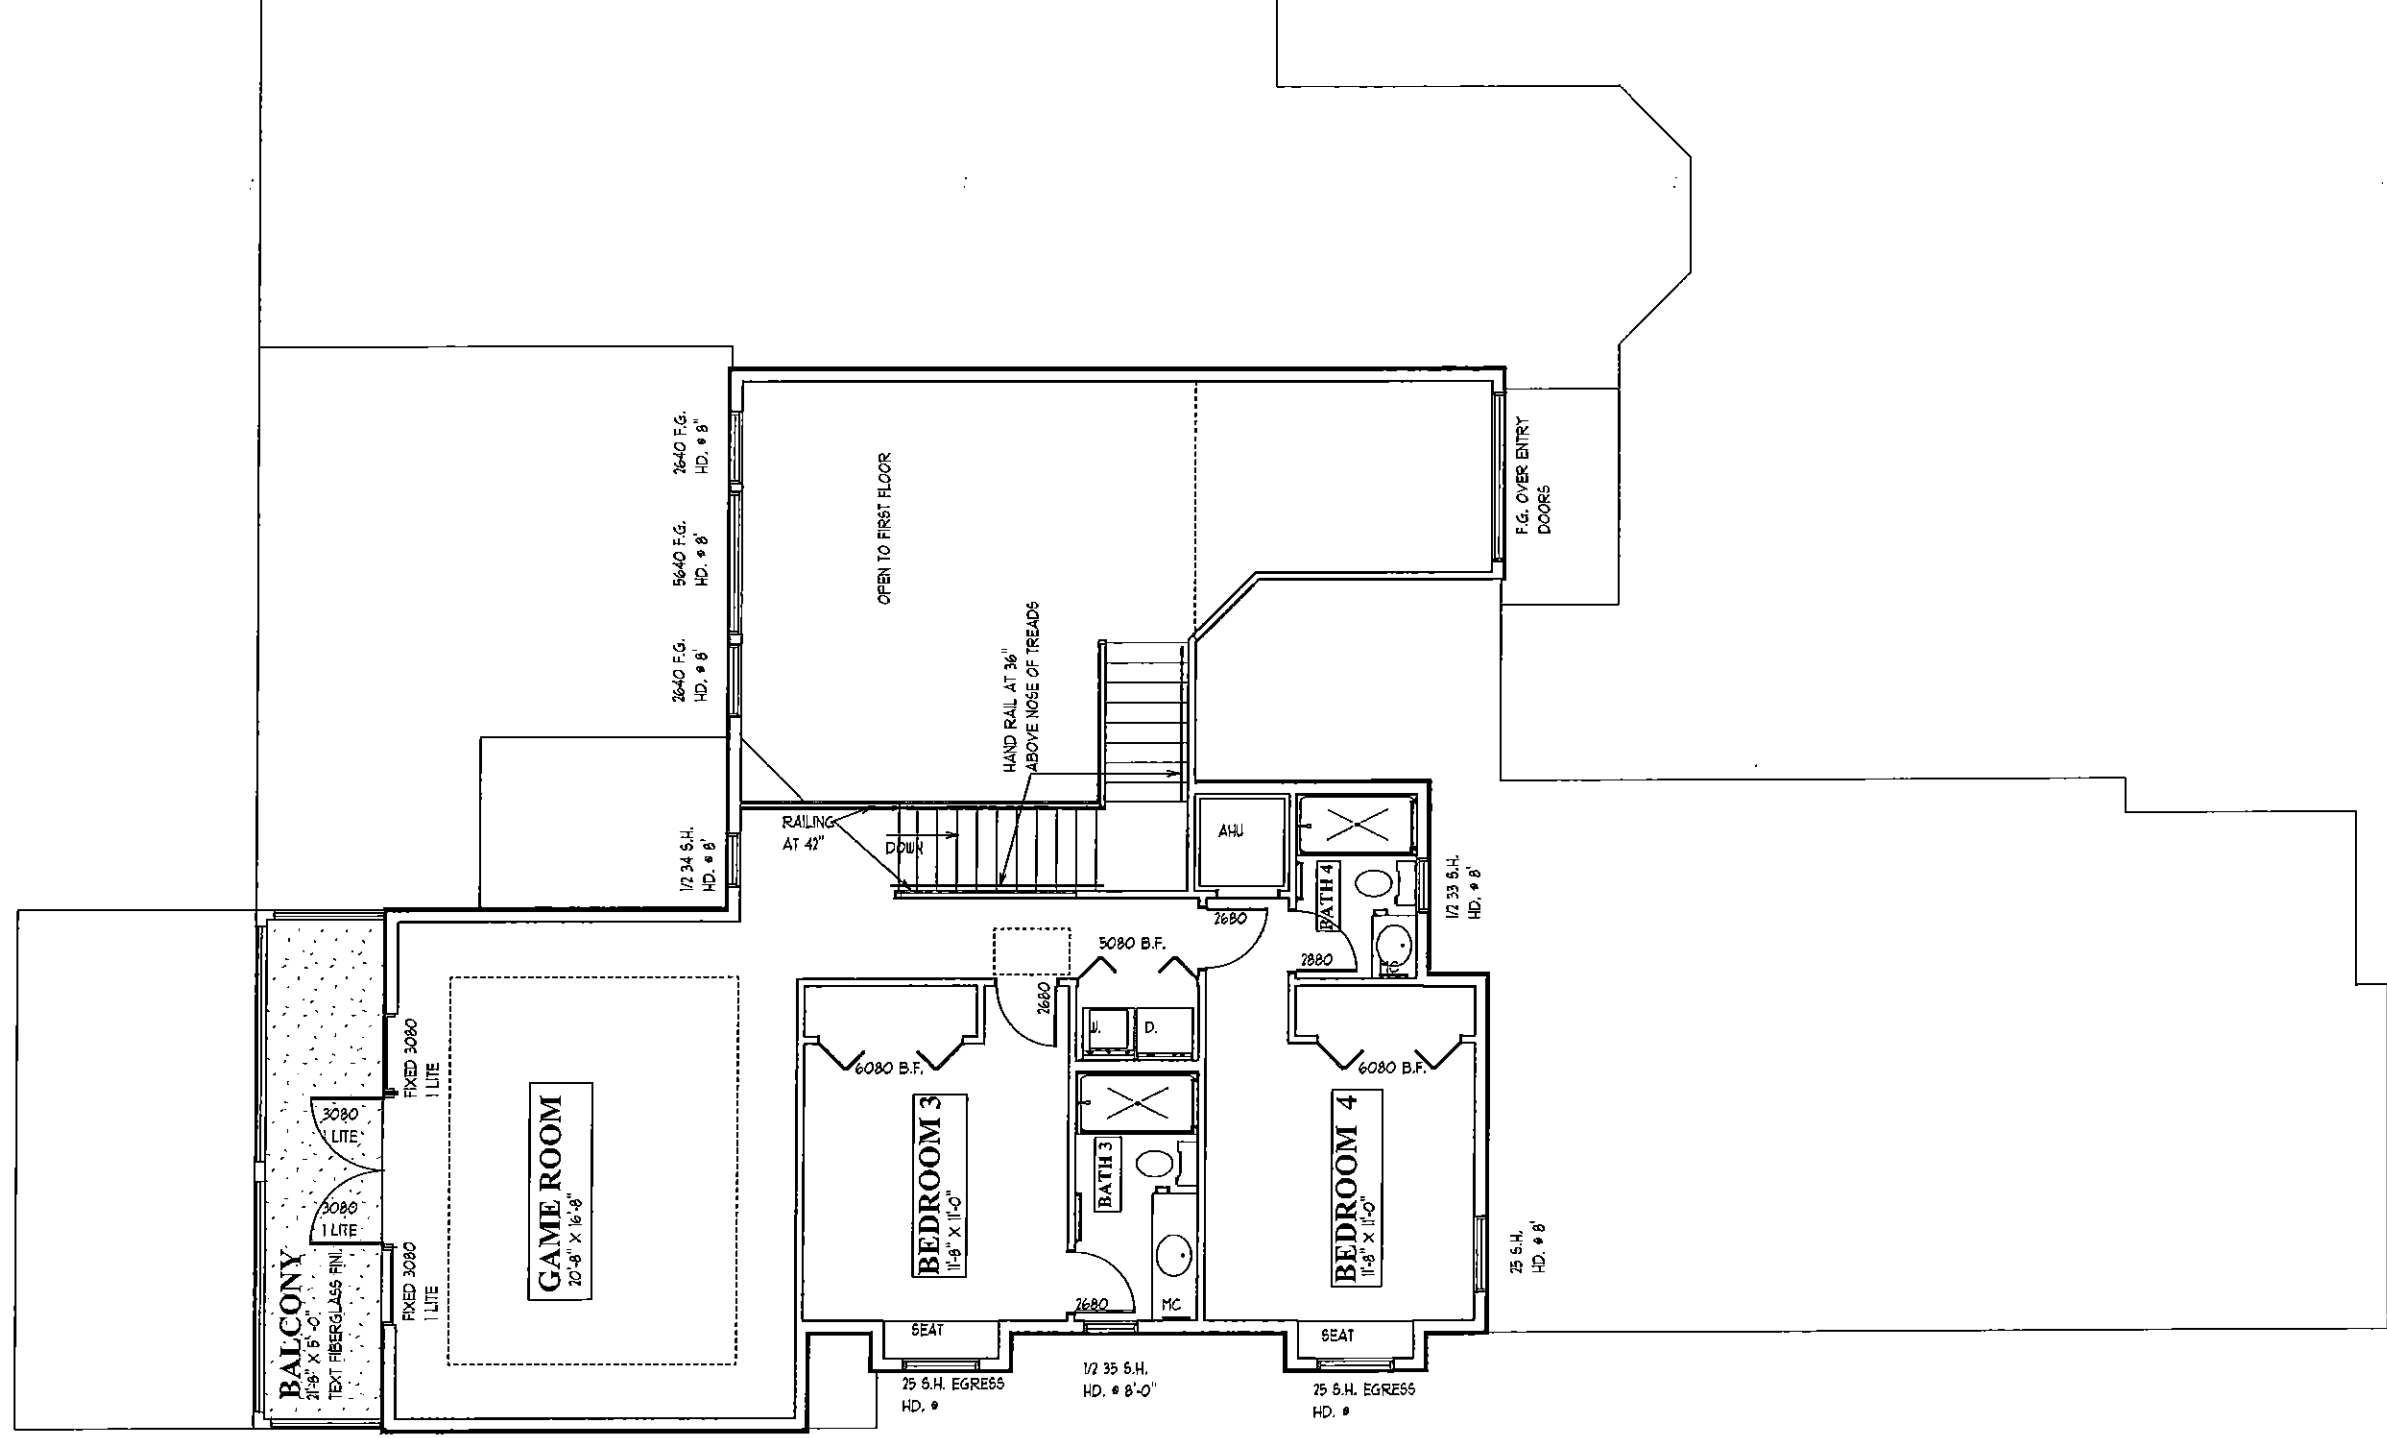 2640 F.G.
HD. @ 8"
5640 F.G.
HD. @ 8'
2640 F.G.
HD. @ 8'
OPEN TO FIRST FLOOR
F.G. OVER ENTRY
DOORS
HAND RAIL AT 36"
ABOVE NOSE OF TREADS
1/2 34 S.H.
HD. @ 8'
RAILING
AT 42"
DOWN
AHU
BATH 4
1/2 33 S.H.
HD. @ 8'
2680
5080 B.F.
2880
2680
W.
D.
FIXED 3080
1 LITE
3080
1 LITE
3080
1 LITE
FIXED 3080
1 LITE
BALCONY
21'-8" X 5'-0"
TEXT FIBERGLASS FINI.
GAME ROOM
20'-8" X 16'-8"
6080 B.F.
BEDROOM 3
11'-8" X 11'-0"
BATH 3
2680
MC
6080 B.F.
BEDROOM 4
11'-8" X 11'-0"
25 S.H.
HD. @ 8'
SEAT
SEAT
25 S.H. EGRESS
HD. @
1/2 35 S.H.
HD. @ 8'-0"
25 S.H. EGRESS
HD. @